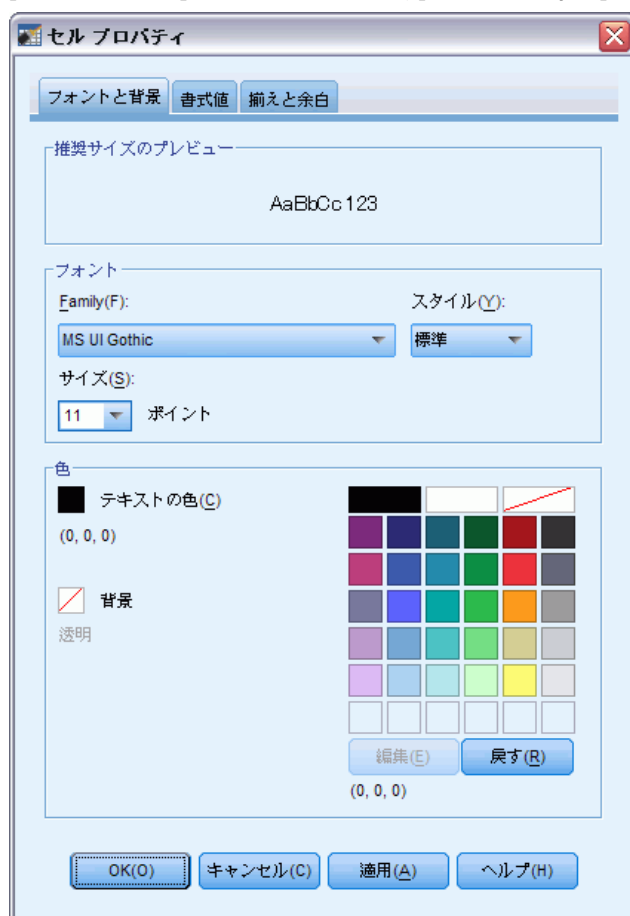 セル プロパティ
フォントと背景 書式値 揃えと余白
推奨サイズのプレビュー
AaBbCc123
フォント
Family(F): スタイル(Y):
MS UI Gothic 標準
サイズ(S):
11 ポイント
色
テキストの色(C)
(0, 0, 0)
背景
透明
編集(E) 戻す(R)
(0, 0, 0)
OK(O) キャンセル(C) 適用(A) ヘルプ(H)